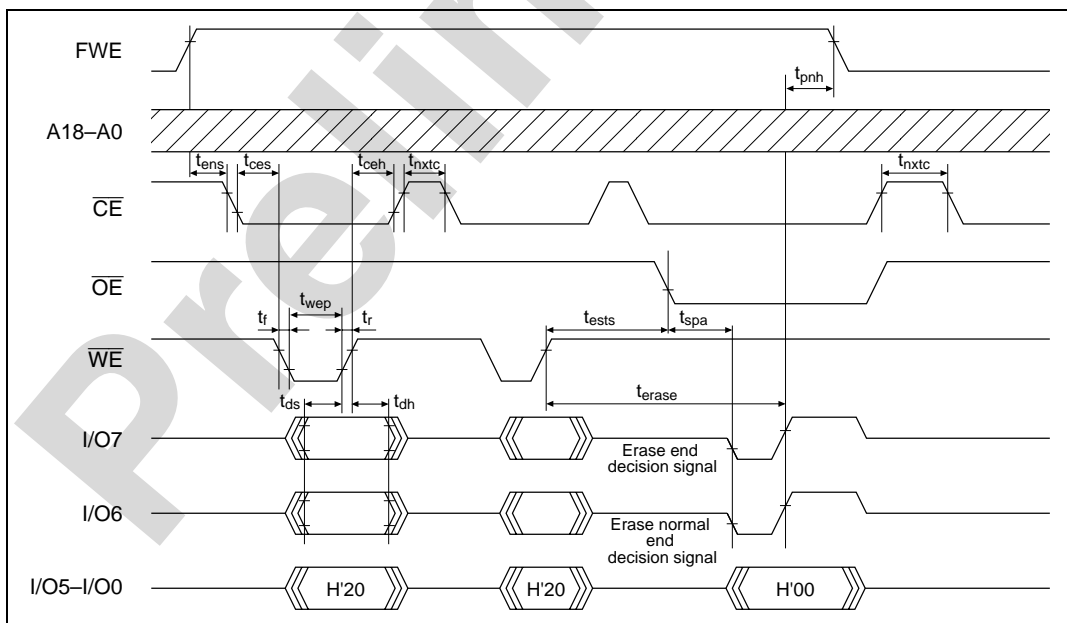 FWE
tpnh
A18–A0
tens
tces
tceh
tnxtc
tnxtc
CE
OE
twep
tf
tr
tests
tspa
WE
terase
tds
tdh
I/O7
Erase end
decision signal
I/O6
Erase normal
end
decision signal
I/O5–I/O0
H'20
H'20
H'00
Prelin